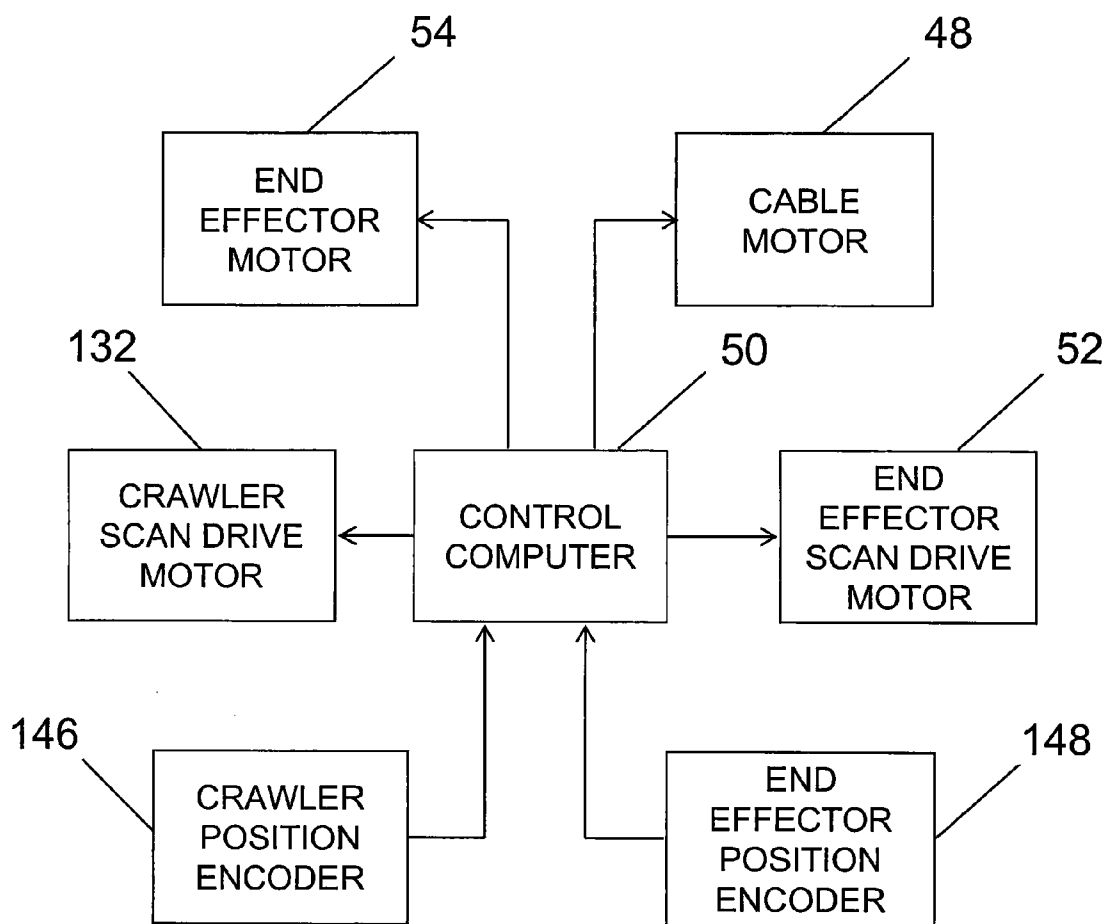 54
48
END
EFFECTOR
MOTOR
CABLE
MOTOR
132
50
52
CRAWLER
SCAN DRIVE
MOTOR
CONTROL
COMPUTER
END
EFFECTOR
SCAN DRIVE
MOTOR
146
148
CRAWLER
POSITION
ENCODER
END
EFFECTOR
POSITION
ENCODER